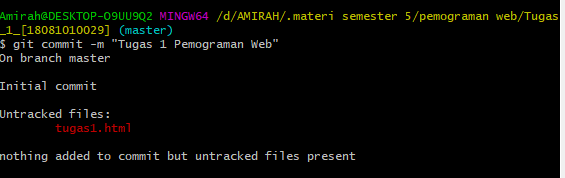 Amirah@DESKTOP-O9UU9Q2 MINGW64 /d/AMIRAH/.materi semester 5/pemograman web/Tugas
_1_[18081010029] (master)
$ git commit -m "Tugas 1 Pemograman Web"
On branch master
Initial commit
Untracked files:
tugas1.html
nothing added to commit but untracked files present